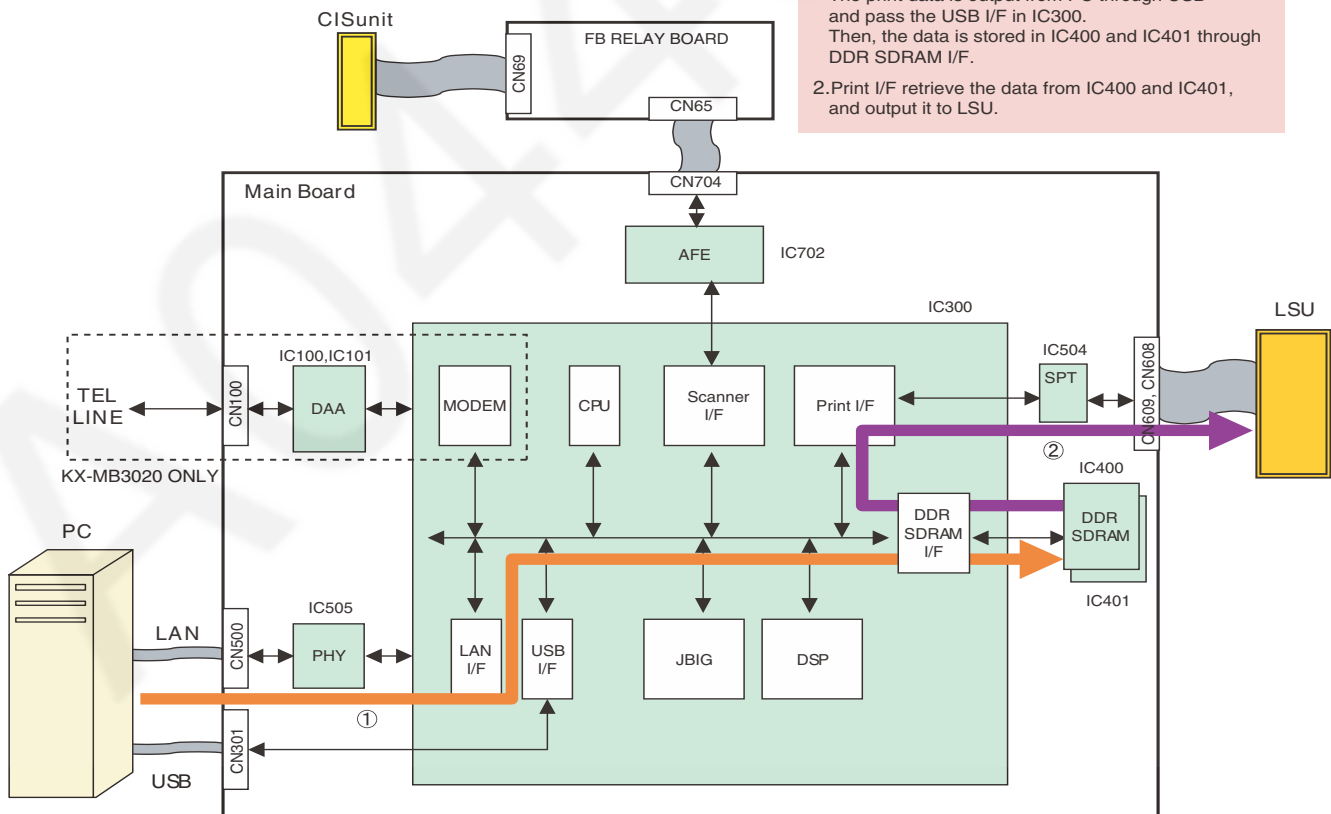 The print data is output from PC through USB
and pass the USB I/F in IC300.
Then, the data is stored in IC400 and IC401 through
DDR SDRAM I/F.
2.Print I/F retrieve the data from IC400 and IC401,
and output it to LSU.
CISunit
FB RELAY BOARD
CN69
CN65
CN704
Main Board
AFE
IC702
IC300
LSU
IC100,IC101
IC504
CN609, CN608
TEL
LINE
CN100
DAA
MODEM
CPU
Scanner
I/F
Print I/F
SPT
②
KX-MB3020 ONLY
IC400
DDR
SDRAM
I/F
DDR
SDRAM
IC401
PC
IC505
LAN
CN500
PHY
LAN
I/F
USB
I/F
JBIG
DSP
①
CN301
USB